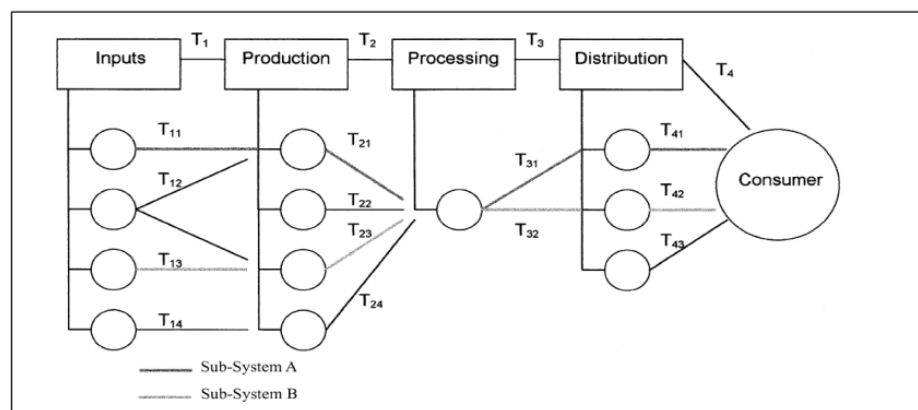 T1 T2 T3
Inputs Production Processing Distribution T4
T11 T21 T31 T41
T12 T22 T42 Consumer
T13 T23 T32 T43
T14 T24
Sub-System A
Sub-System B